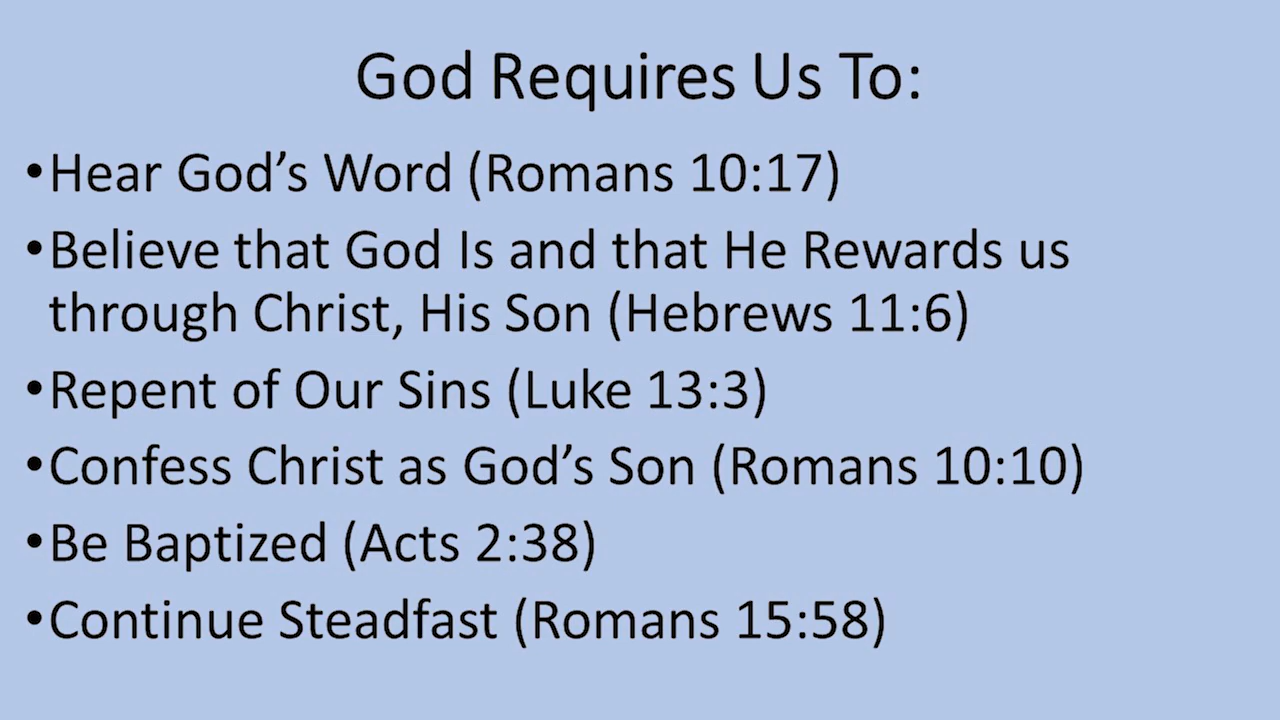 God Requires Us To:
•Hear God’s Word (Romans 10:17)
•Believe that God Is and that He Rewards us
through Christ, His Son (Hebrews 11:6)
•Repent of Our Sins (Luke 13:3)
•Confess Christ as God’s Son (Romans 10:10)
•Be Baptized (Acts 2:38)
•Continue Steadfast (Romans 15:58)